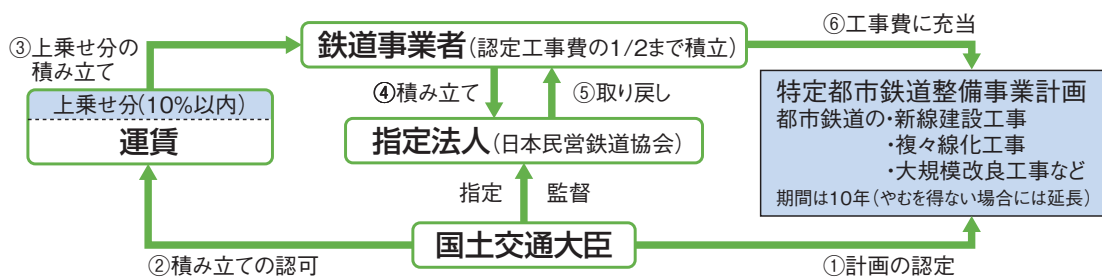 ③上乗せ分の
積み立て
鉄道事業者(認定工事費の1/2まで積立)
⑥工事費に充当
④積み立て
⑤取り戻し
上乗せ分(10%以内)
運賃
指定法人(日本民営鉄道協会)
特定都市鉄道整備事業計画
都市鉄道の・新線建設工事
・複々線化工事
・大規模改良工事など
期間は10年(やむを得ない場合には延長)
指定 監督
国土交通大臣
②積み立ての認可
①計画の認定